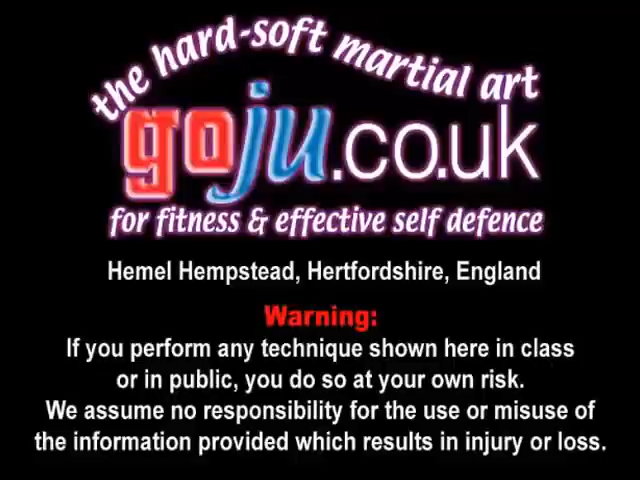 the hard-soft martial art
goju.co.uk
for fitness & effective self defence
Hemel Hempstead, Hertfordshire, England
Warning:
If you perform any technique shown here in class
or in public, you do so at your own risk.
We assume no responsibility for the use or misuse of
the information provided which results in injury or loss.